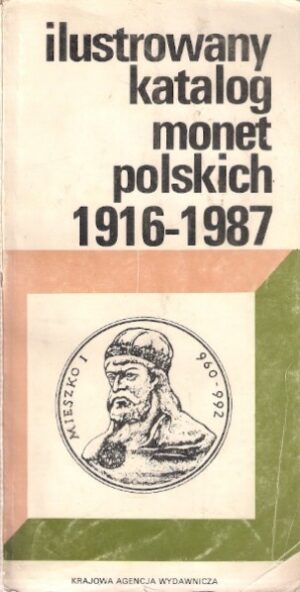 ilustrowany
katalog
monet
polskich
1916-1987
MIESZKO I
960-992
KRAJOWA AGENCJA WYDAWNICZA